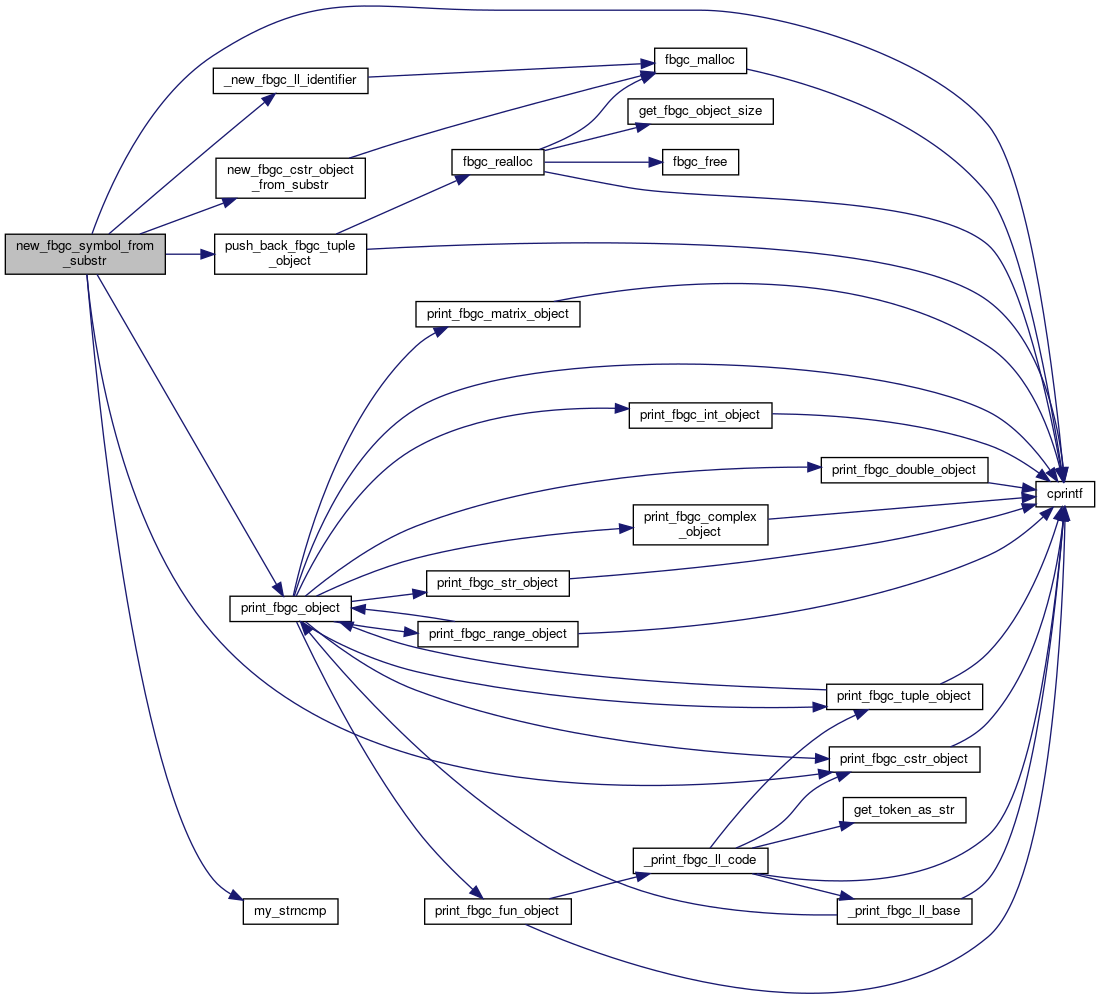 _new_fbgc_ll_identifier
fbgc_malloc
get_fbgc_object_size
fbgc_realloc
fbgc_free
new_fbgc_cstr_object
_from_substr
new_fbgc_symbol_from
_substr
push_back_fbgc_tuple
_object
print_fbgc_matrix_object
print_fbgc_int_object
print_fbgc_double_object
cprintf
print_fbgc_complex
_object
print_fbgc_str_object
print_fbgc_object
print_fbgc_range_object
print_fbgc_tuple_object
print_fbgc_cstr_object
get_token_as_str
_print_fbgc_ll_code
my_strncmp
print_fbgc_fun_object
_print_fbgc_ll_base